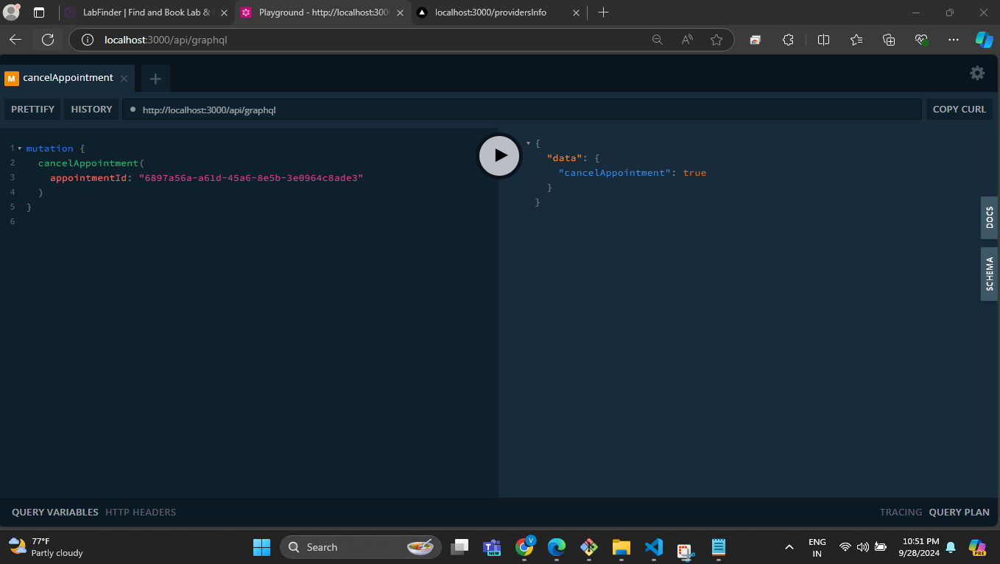 LabFinder | Find and Book Lab &
Playground - http://localhost:300
localhost:3000/providersInfo
localhost:3000/api/graphql
M cancelAppointment
PRETTIFY
HISTORY
http://localhost:3000/api/graphql
COPY CURL
1 mutation {
2 cancelAppointment(
3 appointmentId: "6897a56a-a61d-45a6-8e5b-3e0964c8ade3"
4 )
5 }
6
{
"data": {
"cancelAppointment": true
}
}
DOCS
SCHEMA
QUERY VARIABLES
HTTP HEADERS
TRACING
QUERY PLAN
77°F
Partly cloudy
Search
NEW
V
ENG
IN
10:51 PM
9/28/2024
PRE